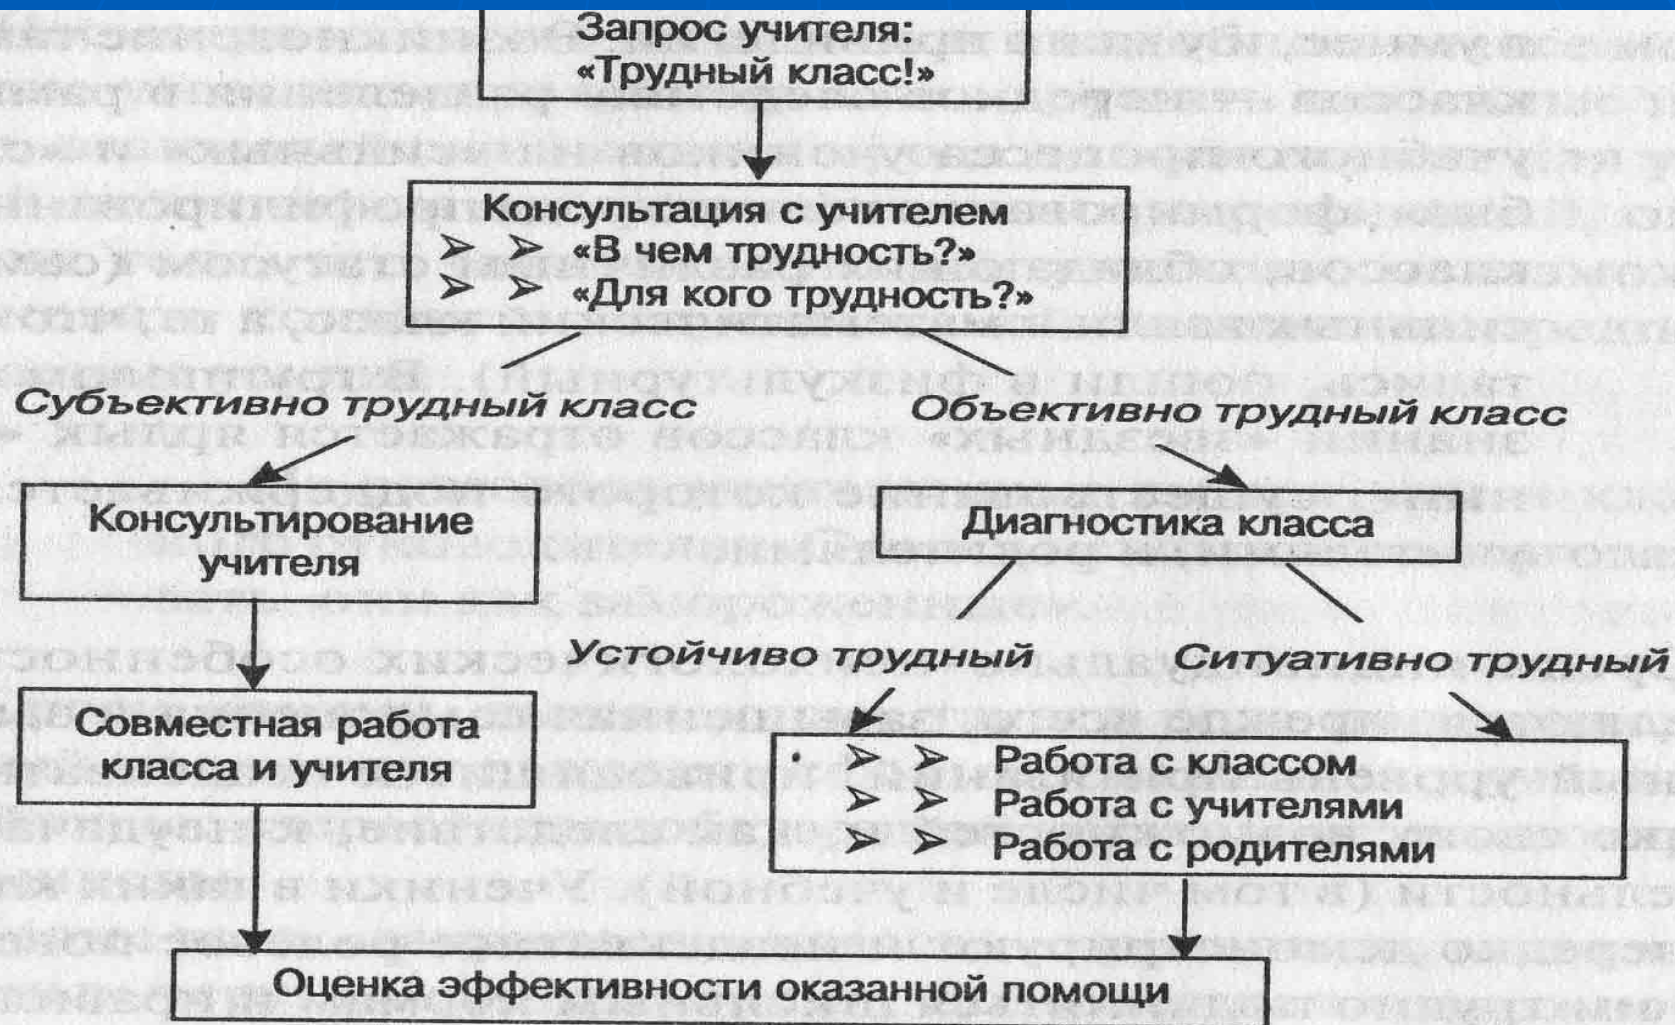 Запрос учителя:
«Трудный класс!»
Консультация с учителем
➢ ➢ «В чем трудность?»
➢ ➢ «Для кого трудность?»
Субъективно трудный класс
Объективно трудный класс
Консультирование
учителя
Диагностика класса
Устойчиво трудный
Ситуативно трудный
Совместная работа
класса и учителя
➢ ➢ Работа с классом
➢ ➢ Работа с учителями
➢ ➢ Работа с родителями
Оценка эффективности оказанной помощи